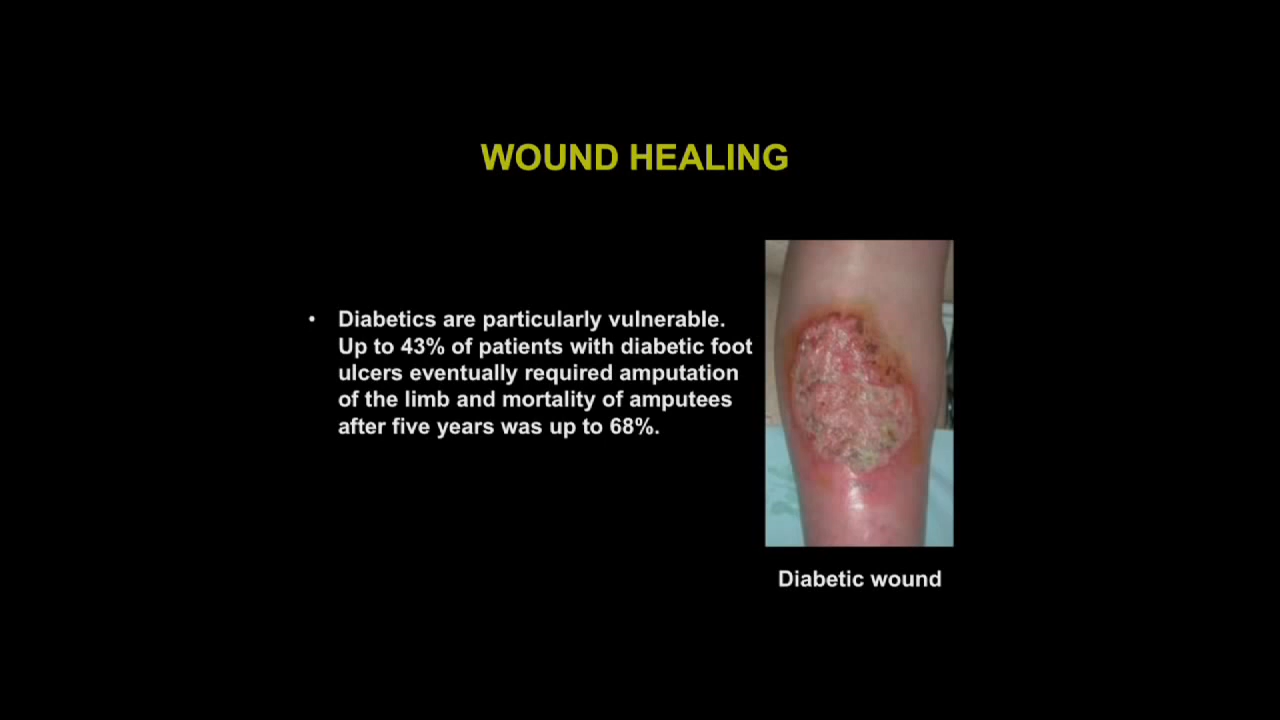 WOUND HEALING
• Diabetics are particularly vulnerable.
Up to 43% of patients with diabetic foot
ulcers eventually required amputation
of the limb and mortality of amputees
after five years was up to 68%.
Diabetic wound